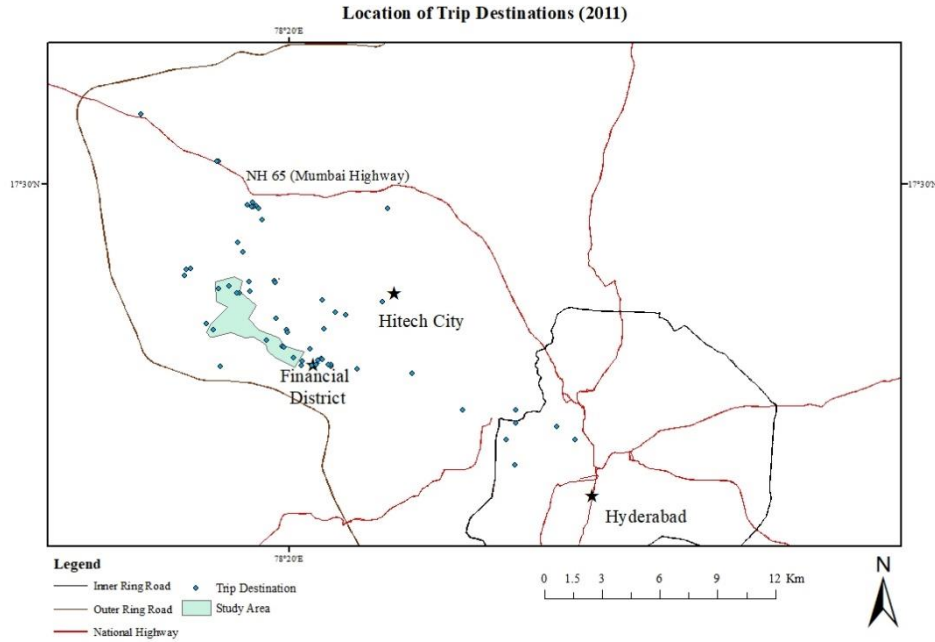 Location of Trip Destinations (2011)
78°20'E
17°30'N
17°30'N
NH 65 (Mumbai Highway)
Hitech City
Financial
District
Hyderabad
78°20'E
Legend
Inner Ring Road
Trip Destination
Outer Ring Road
Study Area
National Highway
0 1.5 3 6 9 12 Km
N